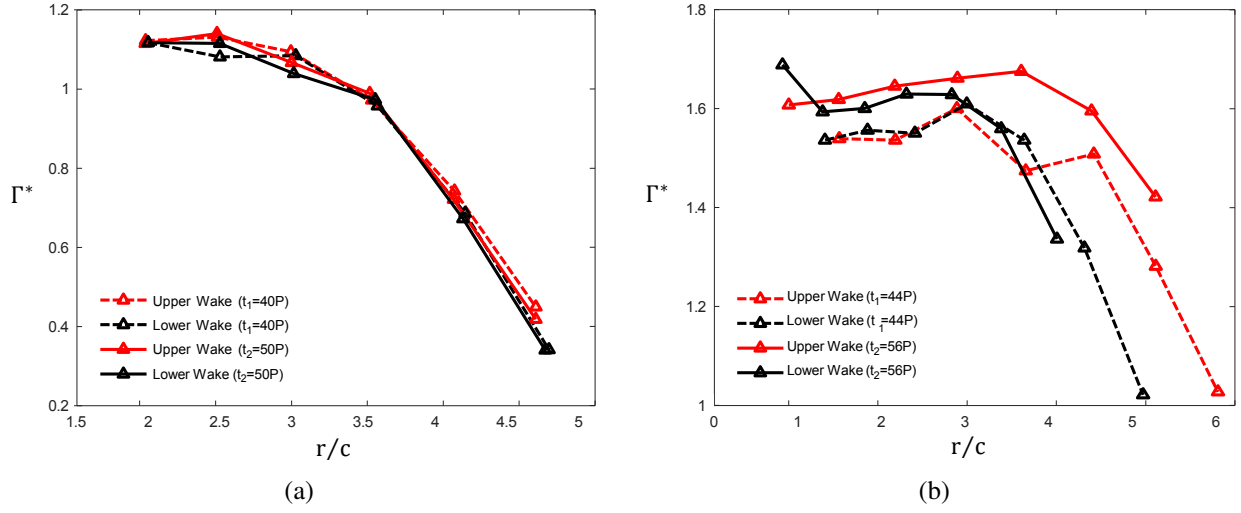 1.2
1
0.8
0.6
0.4
0.2
Γ*
Upper Wake (t1=40P)
Lower Wake (t1=40P)
Upper Wake (t2=50P)
Lower Wake (t2=50P)
1.5 2 2.5 3 3.5 4 4.5 5
r/c
(a)
1.8
1.6
1.4
1.6
1
Γ*
Upper Wake (t1=44P)
Lower Wake (t1=44P)
Upper Wake (t2=56P)
Lower Wake (t2=56P)
0 1 2 3 4 5 6
r/c
(b)